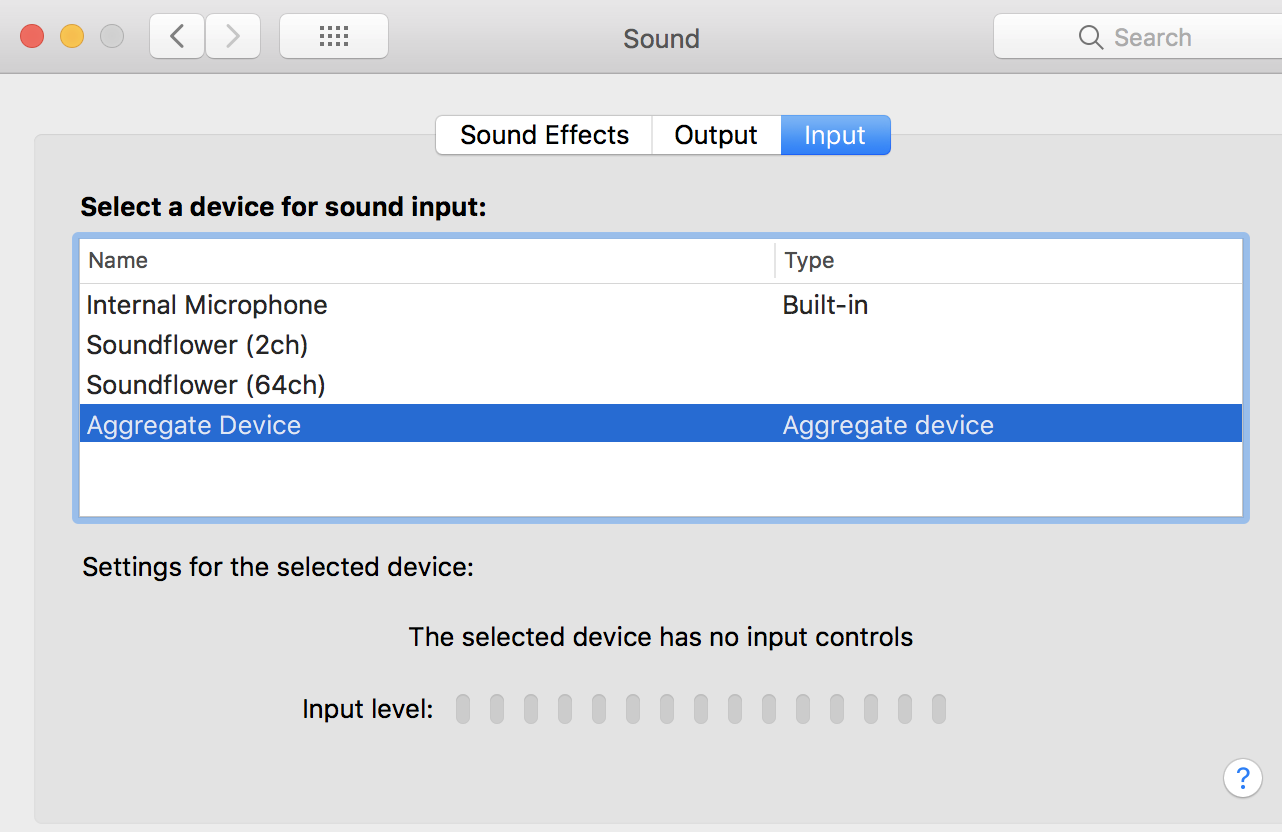 Sound
Search
Sound Effects
Output
Input
Select a device for sound input:
Name
Type
Internal Microphone
Built-in
Soundflower (2ch)
Soundflower (64ch)
Aggregate Device
Aggregate device
Settings for the selected device:
The selected device has no input controls
Input level:
?